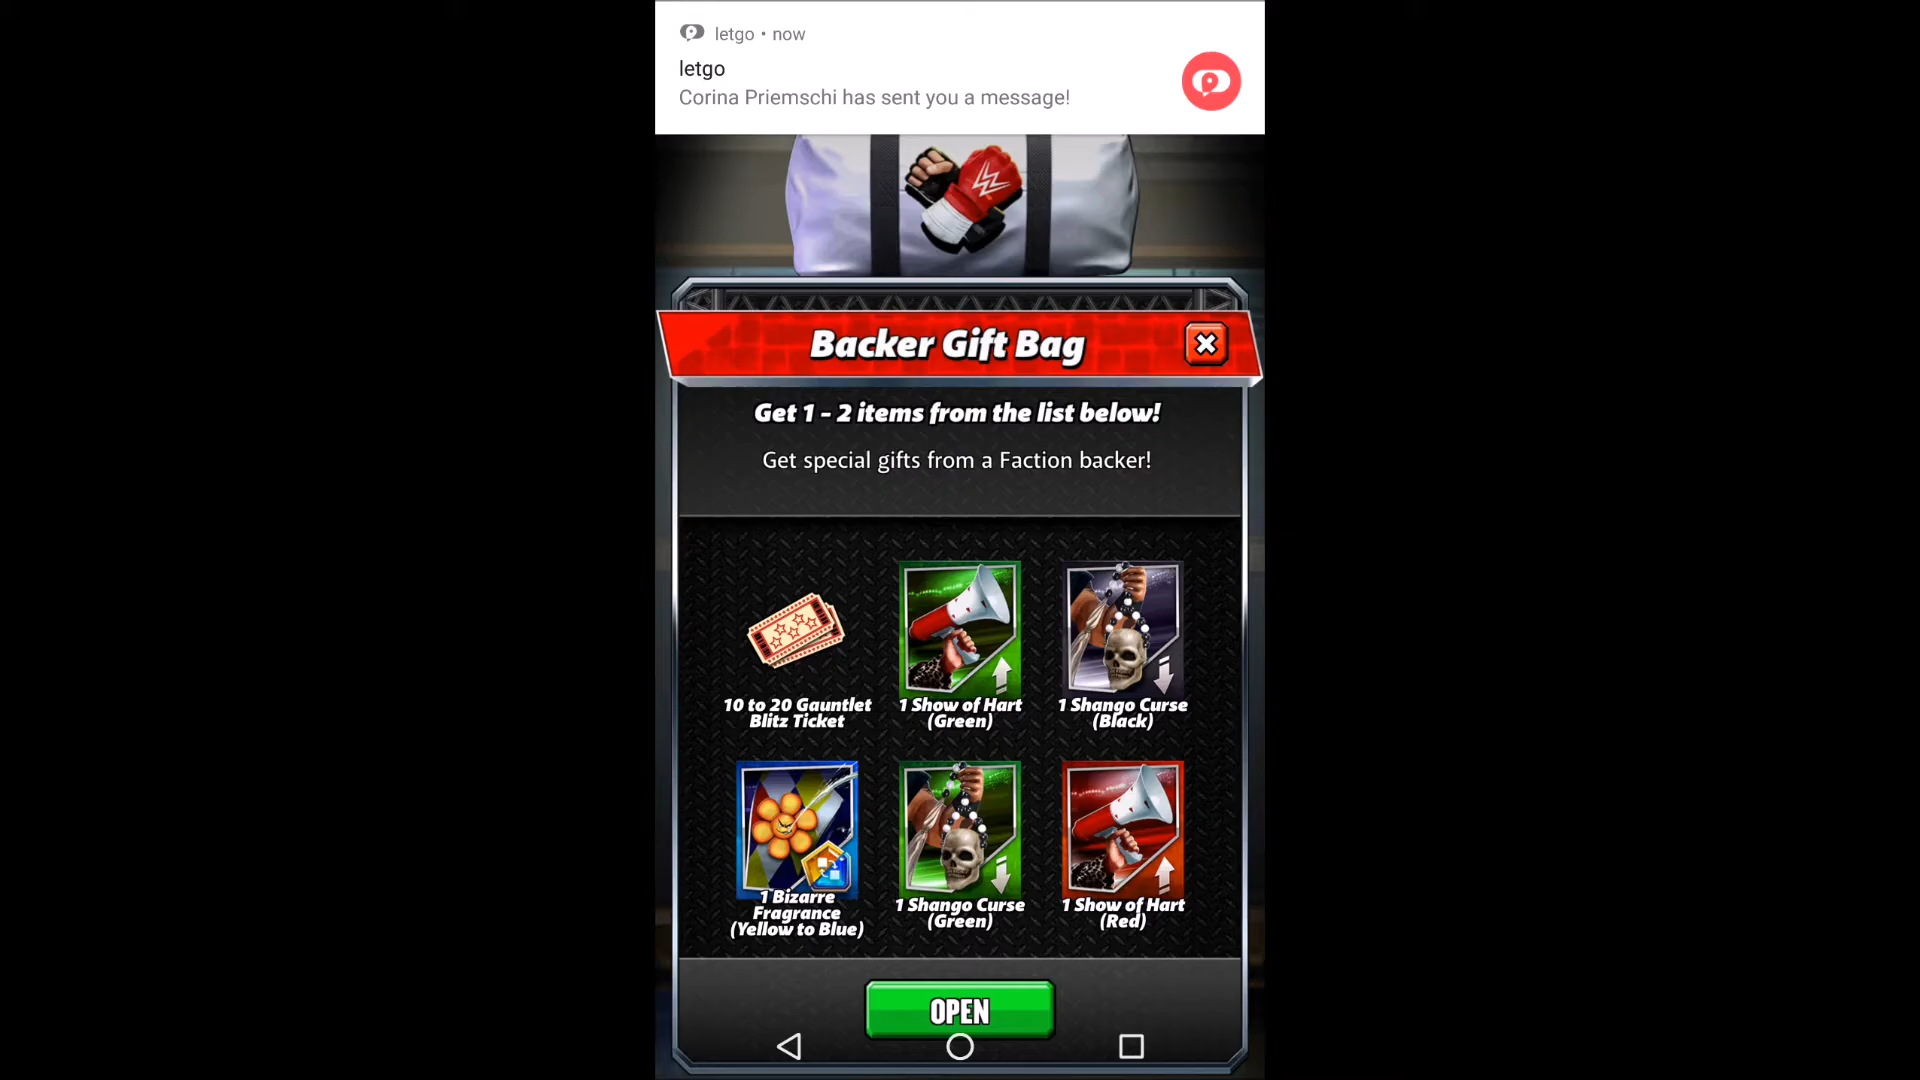 letgo • now
letgo
Corina Priemschi has sent you a message!
Backer Gift Bag
Get 1 - 2 items from the list below!
Get special gifts from a Faction backer!
10 to 20 Gauntlet
Blitz Ticket
1 Show of Hart
(Green)
1 Shango Curse
(Black)
1 Bizarre
Fragrance
(Yellow to Blue)
1 Shango Curse
(Green)
1 Show of Hart
(Red)
OPEN